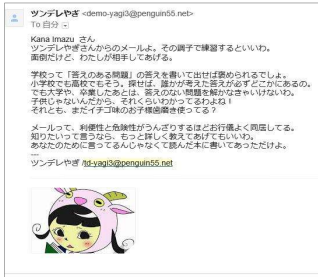 ツンデレやぎ <demo-yagi3@penguin55.net>
To 自分
Kana Imazu さん
ツンデレやぎさんからのメールよ。その調子で練習するといいわ。
面倒だけど、わたしが相手してあげる。
学校って「答えのある問題」の答えを書いて出せば褒められるでしょ。
小学校でも高校でもそう。探せば、誰かが考えた答えが必ずどこかにあるの。
でも大学や、卒業したあとは、答えのない問題を解かなきゃいけないわ。
子供じゃないんだから、それくらいわかってるわよね！
それとも、まだイチゴ味のお子様歯磨き使ってる？
メールって、利便性と危険性がうんざりするほどお行儀よく同居してる。
知りたいって言うなら、もっと詳しく教えてあげてもいいわ。
あなたのために言ってるんじゃなくて読んだ本に書いてあっただけよ。
---
ツンデレやぎ /td-yagi3@penguin55.net